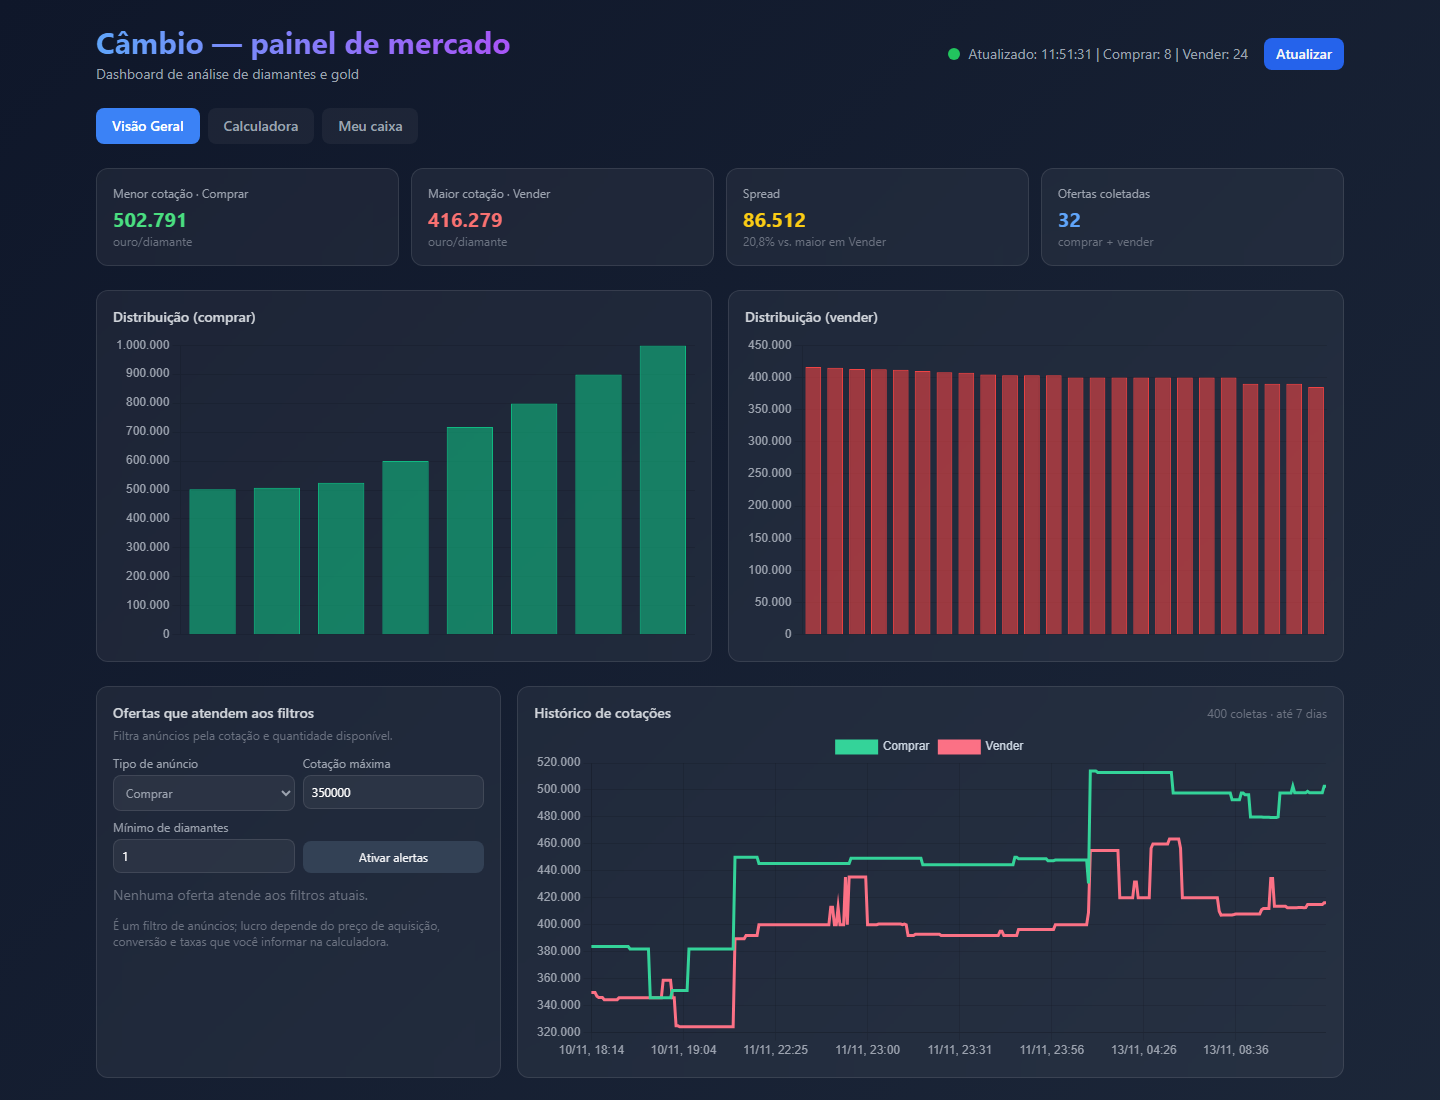 Câmbio — painel de mercado
Dashboard de análise de diamantes e gold
Atualizado: 11:51:31 | Comprar: 8 | Vender: 24
Atualizar
Visão Geral
Calculadora
Meu caixa
Menor cotação · Comprar
502.791
ouro/diamante
Maior cotação · Vender
416.279
ouro/diamante
Spread
86.512
20,8% vs. maior em Vender
Ofertas coletadas
32
comprar + vender
Distribuição (comprar)
1.000.000
900.000
800.000
700.000
600.000
500.000
400.000
300.000
200.000
100.000
0
Distribuição (vender)
450.000
400.000
350.000
300.000
250.000
200.000
150.000
100.000
50.000
0
Ofertas que atendem aos filtros
Filtra anúncios pela cotação e quantidade disponível.
Tipo de anúncio
Comprar
Cotação máxima
350000
Mínimo de diamantes
1
Ativar alertas
Nenhuma oferta atende aos filtros atuais.
É um filtro de anúncios; lucro depende do preço de aquisição,
conversão e taxas que você informar na calculadora.
Histórico de cotações
400 coletas · até 7 dias
Comprar
Vender
520.000
500.000
480.000
460.000
440.000
420.000
400.000
380.000
360.000
340.000
320.000
10/11, 18:14
10/11, 19:04
11/11, 22:25
11/11, 23:00
11/11, 23:31
11/11, 23:56
13/11, 04:26
13/11, 08:36